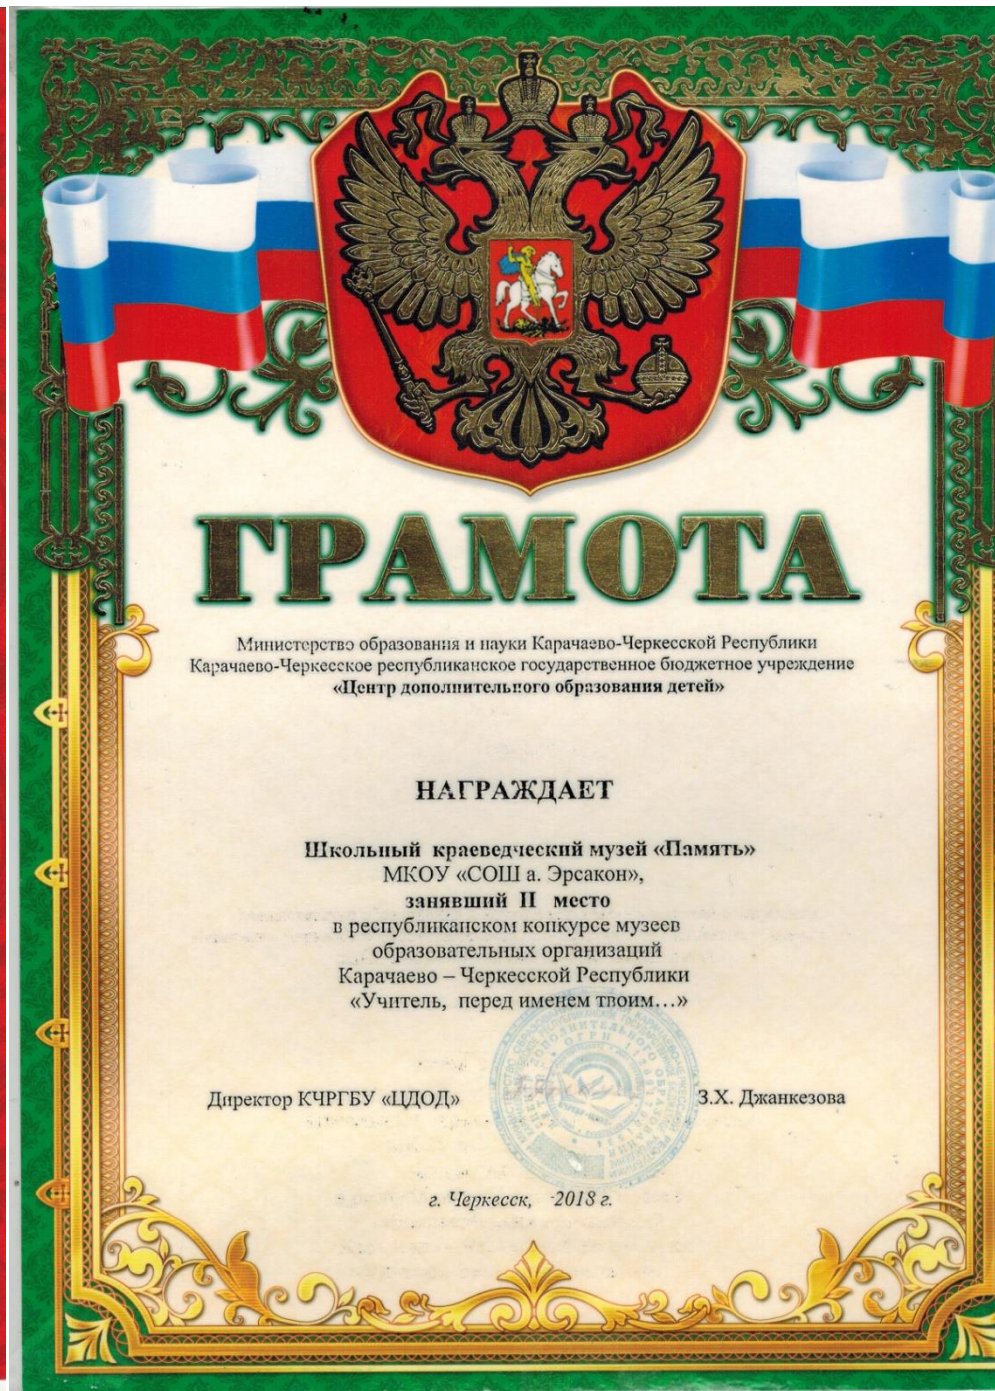 ГРАМОТА
Министерство образования и науки Карачаево-Черкесской Республики
Карачаево-Черкесское республиканское государственное бюджетное учреждение
«Центр дополнительного образования детей»
НАГРАЖДАЕТ
Школьный краеведческий музей «Память»
МКОУ «СОШ а. Эрсакон»,
занявший II место
в республиканском конкурсе музеев
образовательных организаций
Карачаево – Черкесской Республики
«Учитель, перед именем твоим…»
Директор КЧРГБУ «ЦДОД» З.Х. Джанкезова
г. Черкесск, 2018 г.